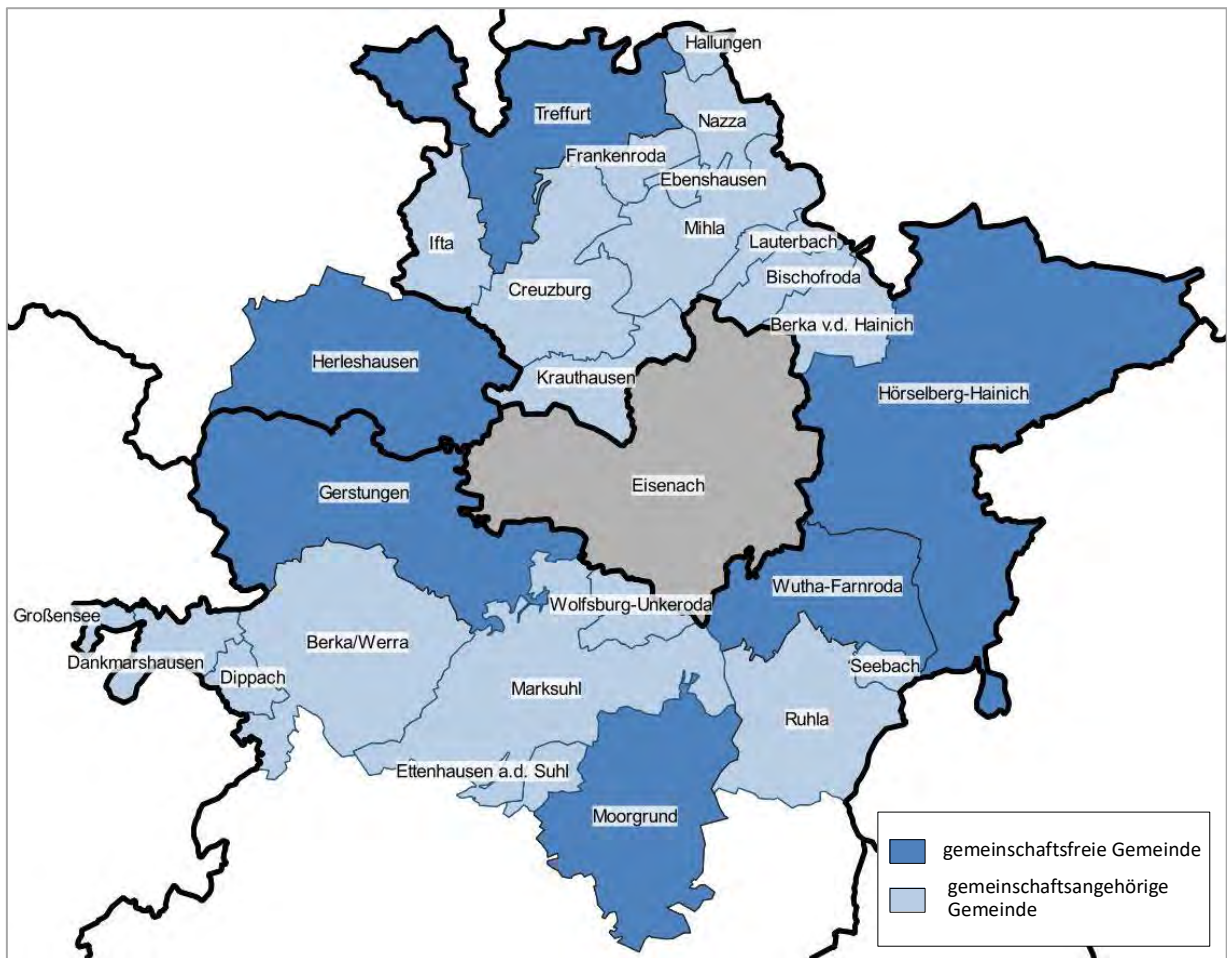 Hallungen
Treffurt
Nazza
Frankenroda
Ebenshausen
Mihla
Lauterbach
Ifta
Bischofroda
Creuzburg
Berka v.d. Hainich
Herleshausen
Krauthausen
Hörselberg-Hainich
Eisenach
Gerstungen
Wutha-Farnroda
Wolfsburg-Unkeroda
Großensee
Berka/Werra
Dankmarshausen
Seebach
Dippach
Marksuhl
Ruhla
Ettenhausen a.d. Suhl
Moorgrund
gemeinschaftsfreie Gemeinde
gemeinschaftsangehörige
Gemeinde